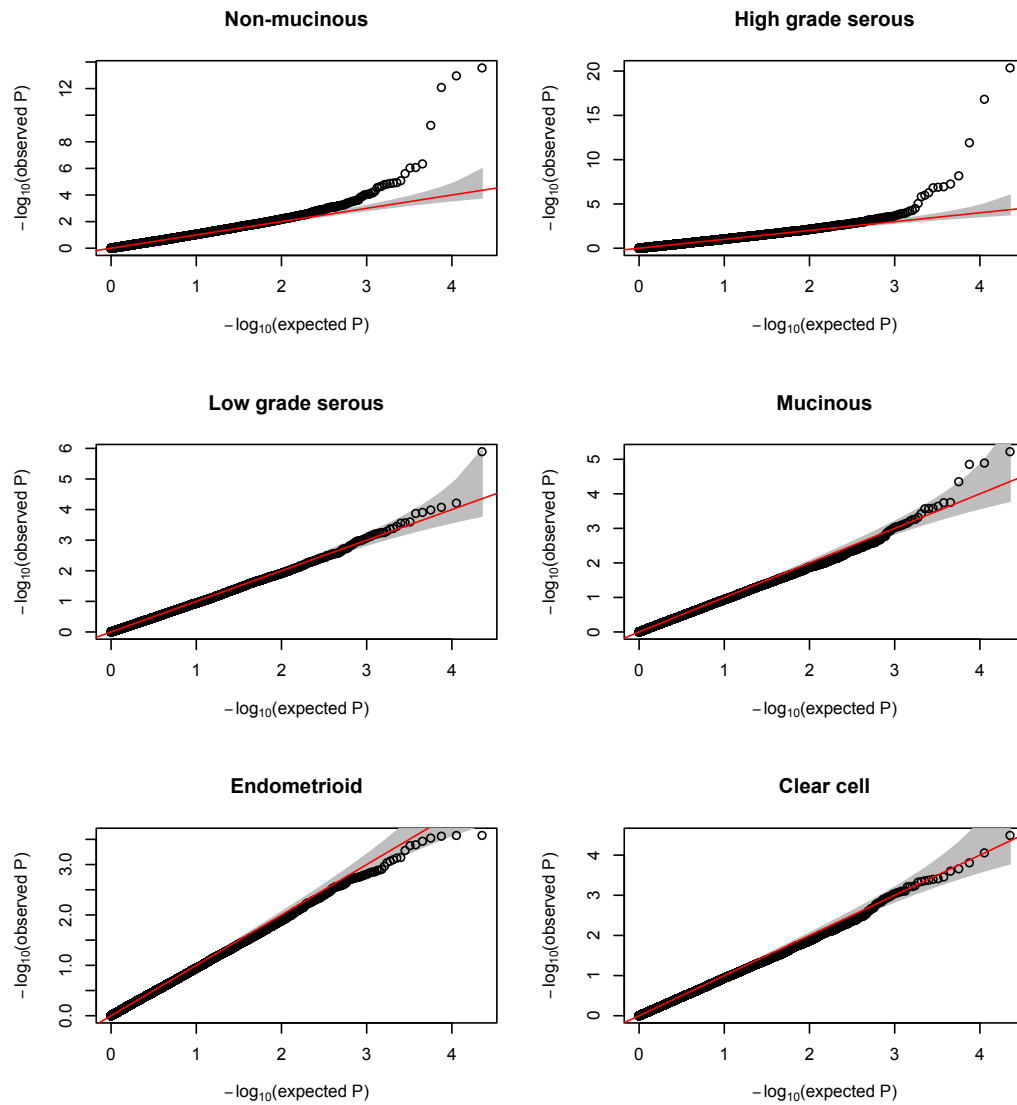 Non-mucinous
−log10(observed P)
0 2 4 6 8 12
0 1 2 3 4
−log10(expected P)
High grade serous
−log10(observed P)
0 5 10 15 20
0 1 2 3 4
−log10(expected P)
Low grade serous
−log10(observed P)
0 1 2 3 4 5 6
0 1 2 3 4
−log10(expected P)
Mucinous
−log10(observed P)
0 1 2 3 4 5
0 1 2 3 4
−log10(expected P)
Endometrioid
−log10(observed P)
0.0 1.0 2.0 3.0
0 1 2 3 4
−log10(expected P)
Clear cell
−log10(observed P)
0 1 2 3 4
0 1 2 3 4
−log10(expected P)